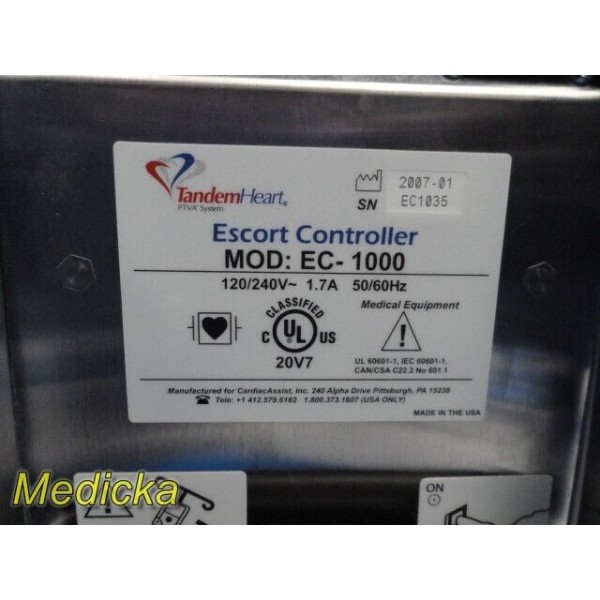 TandemHeart®
PTVA® System
2007-01
SN EC1035
Escort Controller
MOD: EC- 1000
120/240V~ 1.7A 50/60Hz
CLASSIFIED
C UL US
20V7
Medical Equipment
UL 60601-1, IEC 60601-1,
CAN/CSA C22.2 No 601.1
Manufactured for CardiacAssist, Inc. 240 Alpha Drive Pittsburgh, PA 15238
Tele: +1 412.579.6182 1.800.373.1607 (USA ONLY)
MADE IN THE USA
Medicka
ON